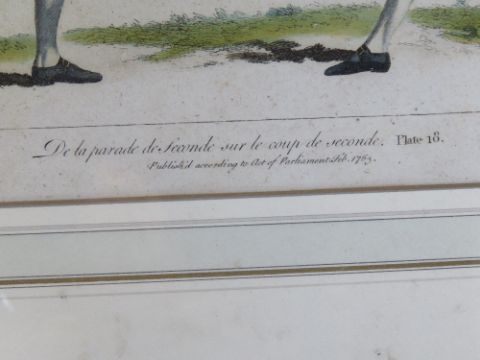 De la parade de seconde sur le coup de seconde. Plate 18.
Publish'd according to Act of Parliament Feb. 1763.